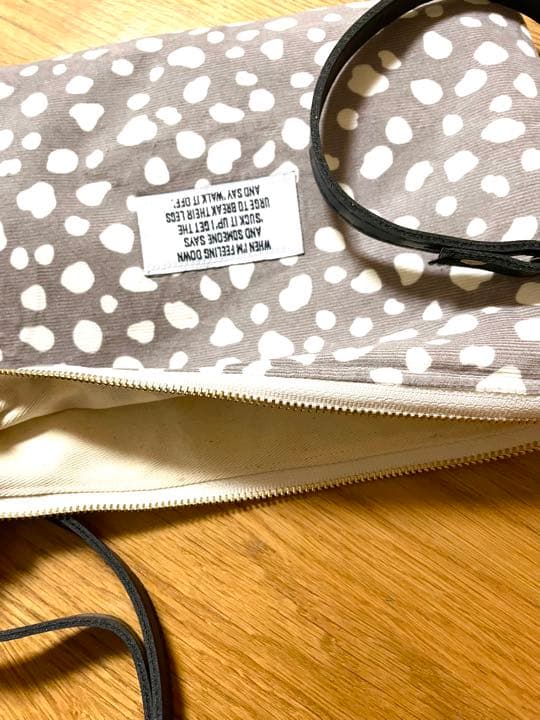 WHEN I'M FEELING DOWN
AND SOMEONE SAYS
'SUCK IT UP' I GET THE
URGE TO BREAK THEIR LEGS
AND SAY 'WALK IT OFF'.